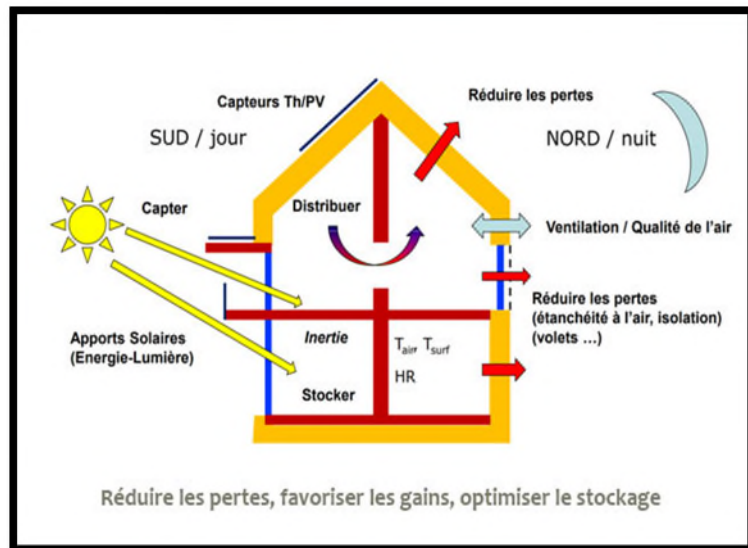 Capteurs Th/PV
Réduire les pertes
SUD / jour
NORD / nuit
Capter
Distribuer
Ventilation / Qualité de l'air
Apports Solaires
(Energie-Lumière)
Inertie
Tair, Tsurf
HR
Stocker
Réduire les pertes
(étanchéité à l'air, isolation)
(volets ...)
Réduire les pertes, favoriser les gains, optimiser le stockage